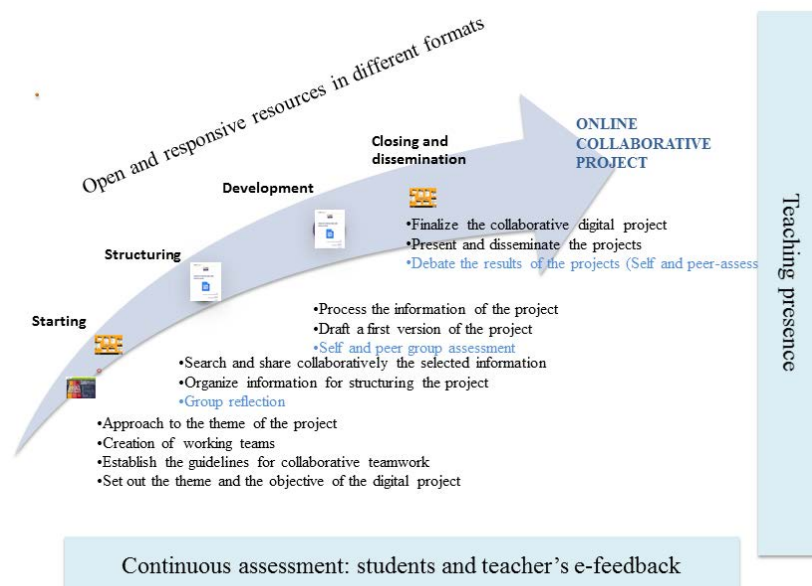 Open and responsive resources in different formats
ONLINE
COLLABORATIVE
PROJECT
Closing and
dissemination
Development
Structuring
Starting
•Finalize the collaborative digital project
•Present and disseminate the projects
•Debate the results of the projects (Self and peer-assess
•Process the information of the project
•Draft a first version of the project
•Self and peer group assessment
•Search and share collaboratively the selected information
•Organize information for structuring the project
•Group reflection
•Approach to the theme of the project
•Creation of working teams
•Establish the guidelines for collaborative teamwork
•Set out the theme and the objective of the digital project
Teaching presence
Continuous assessment: students and teacher's e-feedback